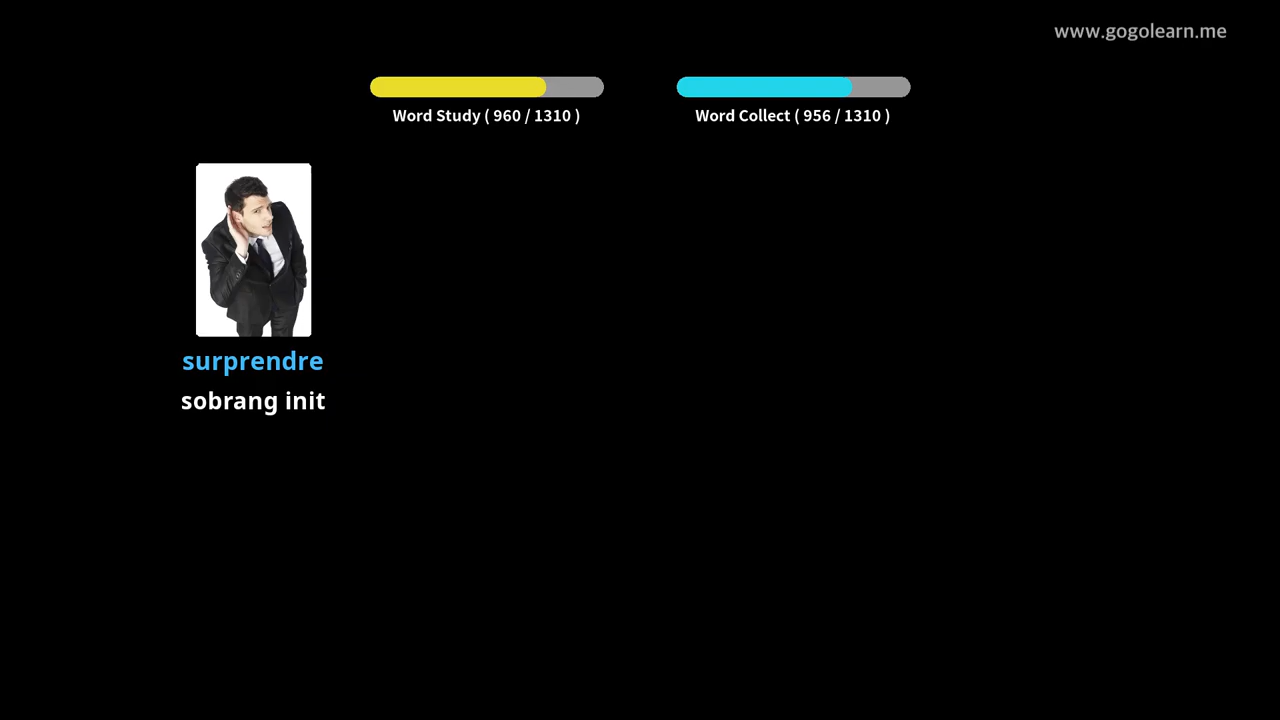 www.gogolearn.me
Word Study ( 960 / 1310 )
Word Collect ( 956 / 1310 )
surprendre
sobrang init